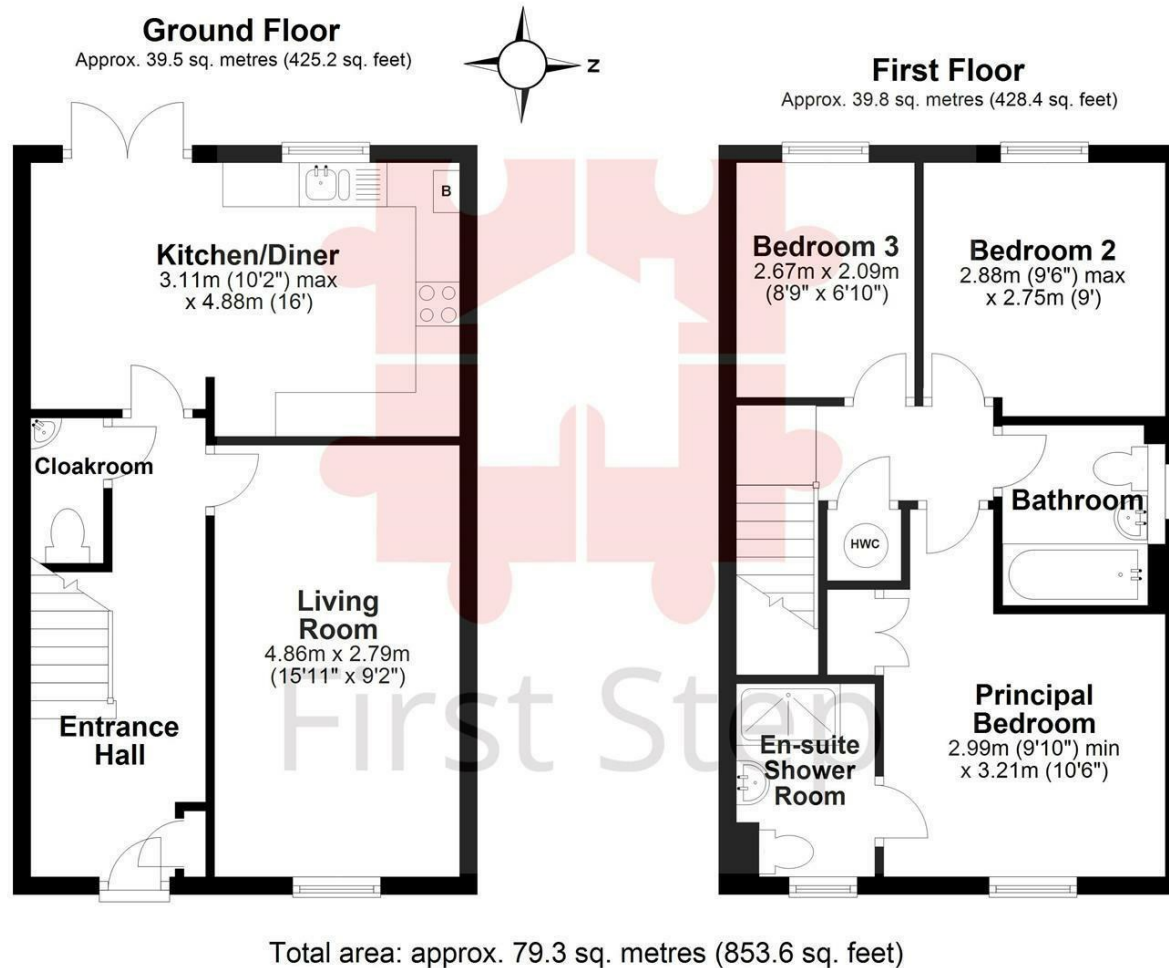 Ground Floor
Approx. 39.5 sq. metres (425.2 sq. feet)
Z
First Floor
Approx. 39.8 sq. metres (428.4 sq. feet)
B
Kitchen/Diner
3.11m (10'2") max
x 4.88m (16')
Bedroom 3
2.67m x 2.09m
(8'9" x 6'10")
Bedroom 2
2.88m (9'6") max
x 2.75m (9')
Cloakroom
Bathroom
HWC
Living
Room
4.86m x 2.79m
(15'11" x 9'2")
Entrance
Hall
Principal
Bedroom
2.99m (9'10") min
x 3.21m (10'6")
En-suite
Shower
Room
First Step
Total area: approx. 79.3 sq. metres (853.6 sq. feet)